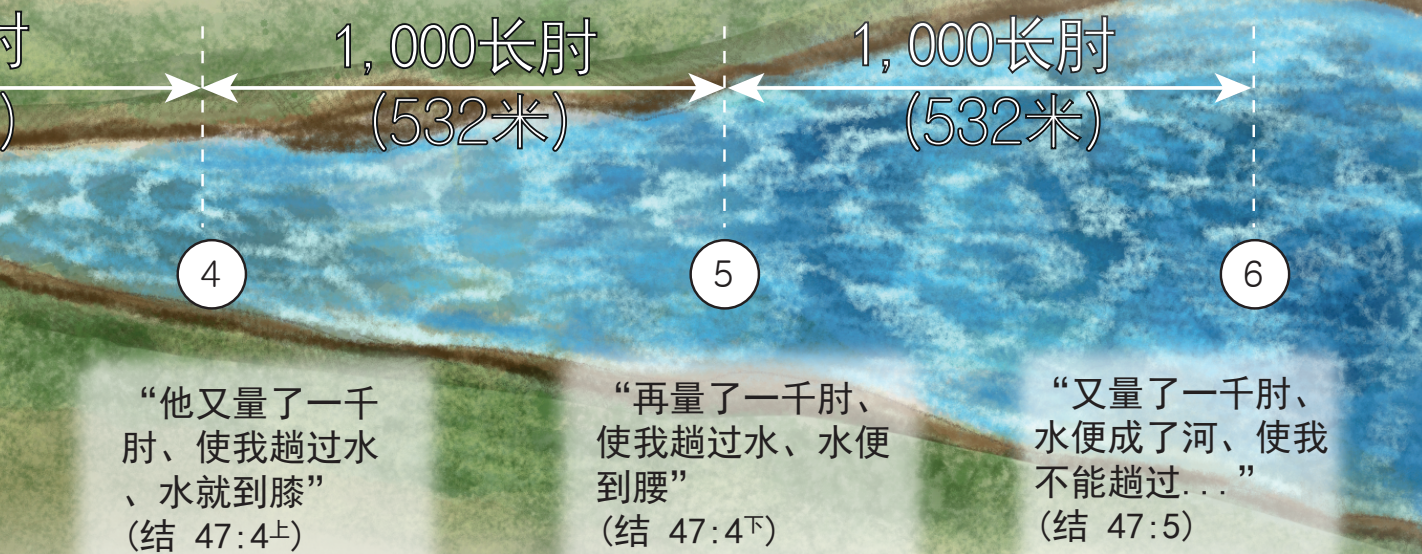 肘
1,000长肘
1,000长肘
)
(532米)
(532米)
4
5
6
“他又量了一千
肘、使我趟过水
、水就到膝”
(结 47:4上)
“再量了一千肘、
使我趟过水、水便
到腰”
(结 47:4下)
“又量了一千肘、
水便成了河、使我
不能趟过...”
(结 47:5)